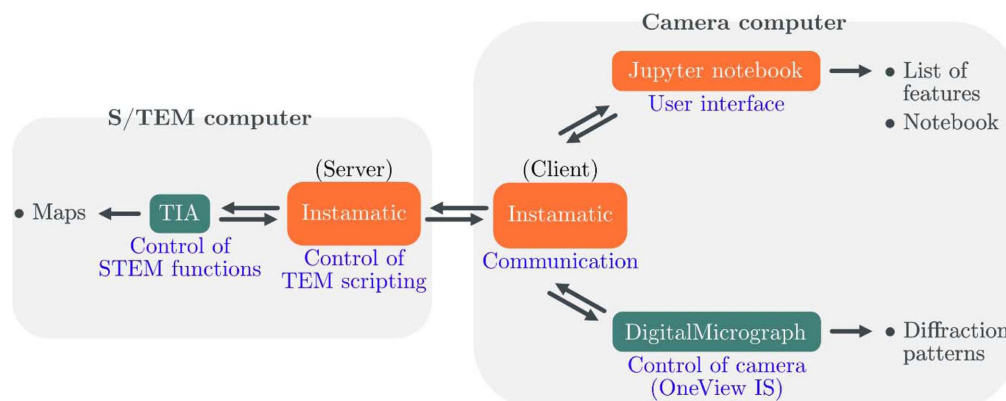 Camera computer
Jupyter notebook
User interface
• List of
features
• Notebook
S/TEM computer
(Server)
(Client)
• Maps
TIA
Instamatic
Instamatic
Control of
STEM functions
Control of
TEM scripting
Communication
DigitalMicrograph
Control of camera
(OneView IS)
• Diffraction
patterns